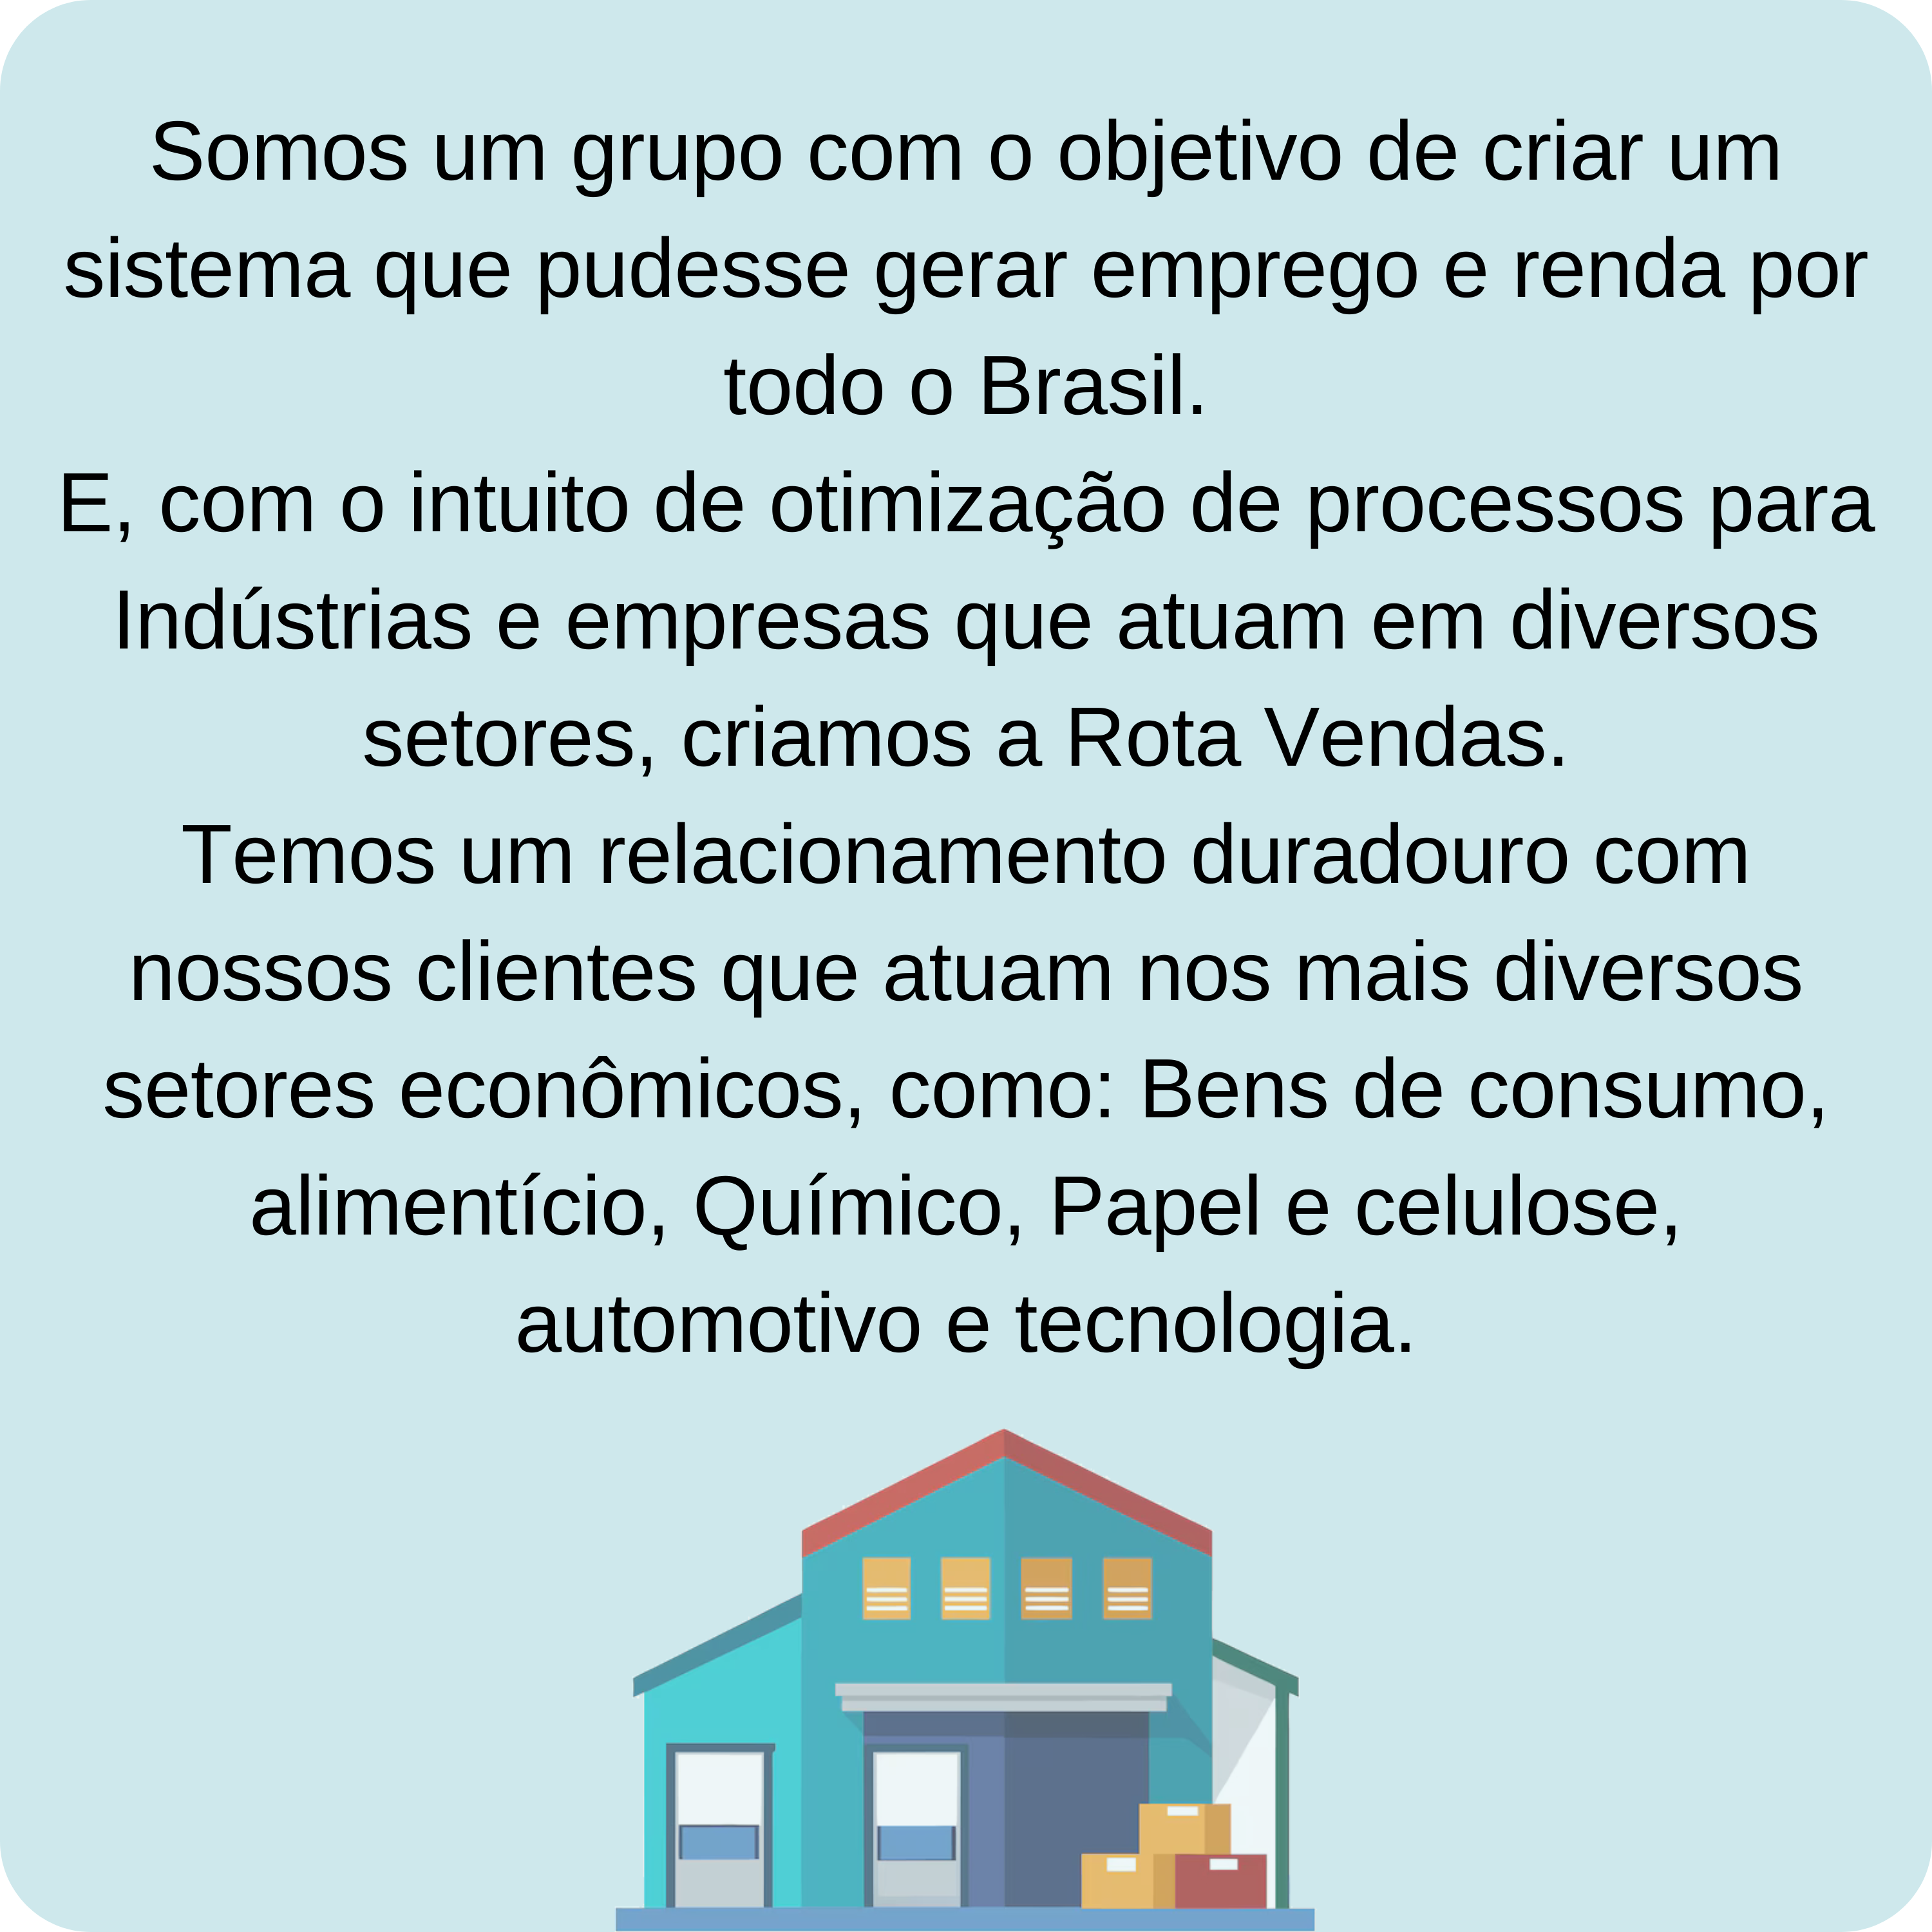 Somos um grupo com o objetivo de criar um
sistema que pudesse gerar emprego e renda por
todo o Brasil.
E, com o intuito de otimização de processos para
Indústrias e empresas que atuam em diversos
setores, criamos a Rota Vendas.
Temos um relacionamento duradouro com
nossos clientes que atuam nos mais diversos
setores econômicos, como: Bens de consumo,
alimentício, Químico, Papel e celulose,
automotivo e tecnologia.